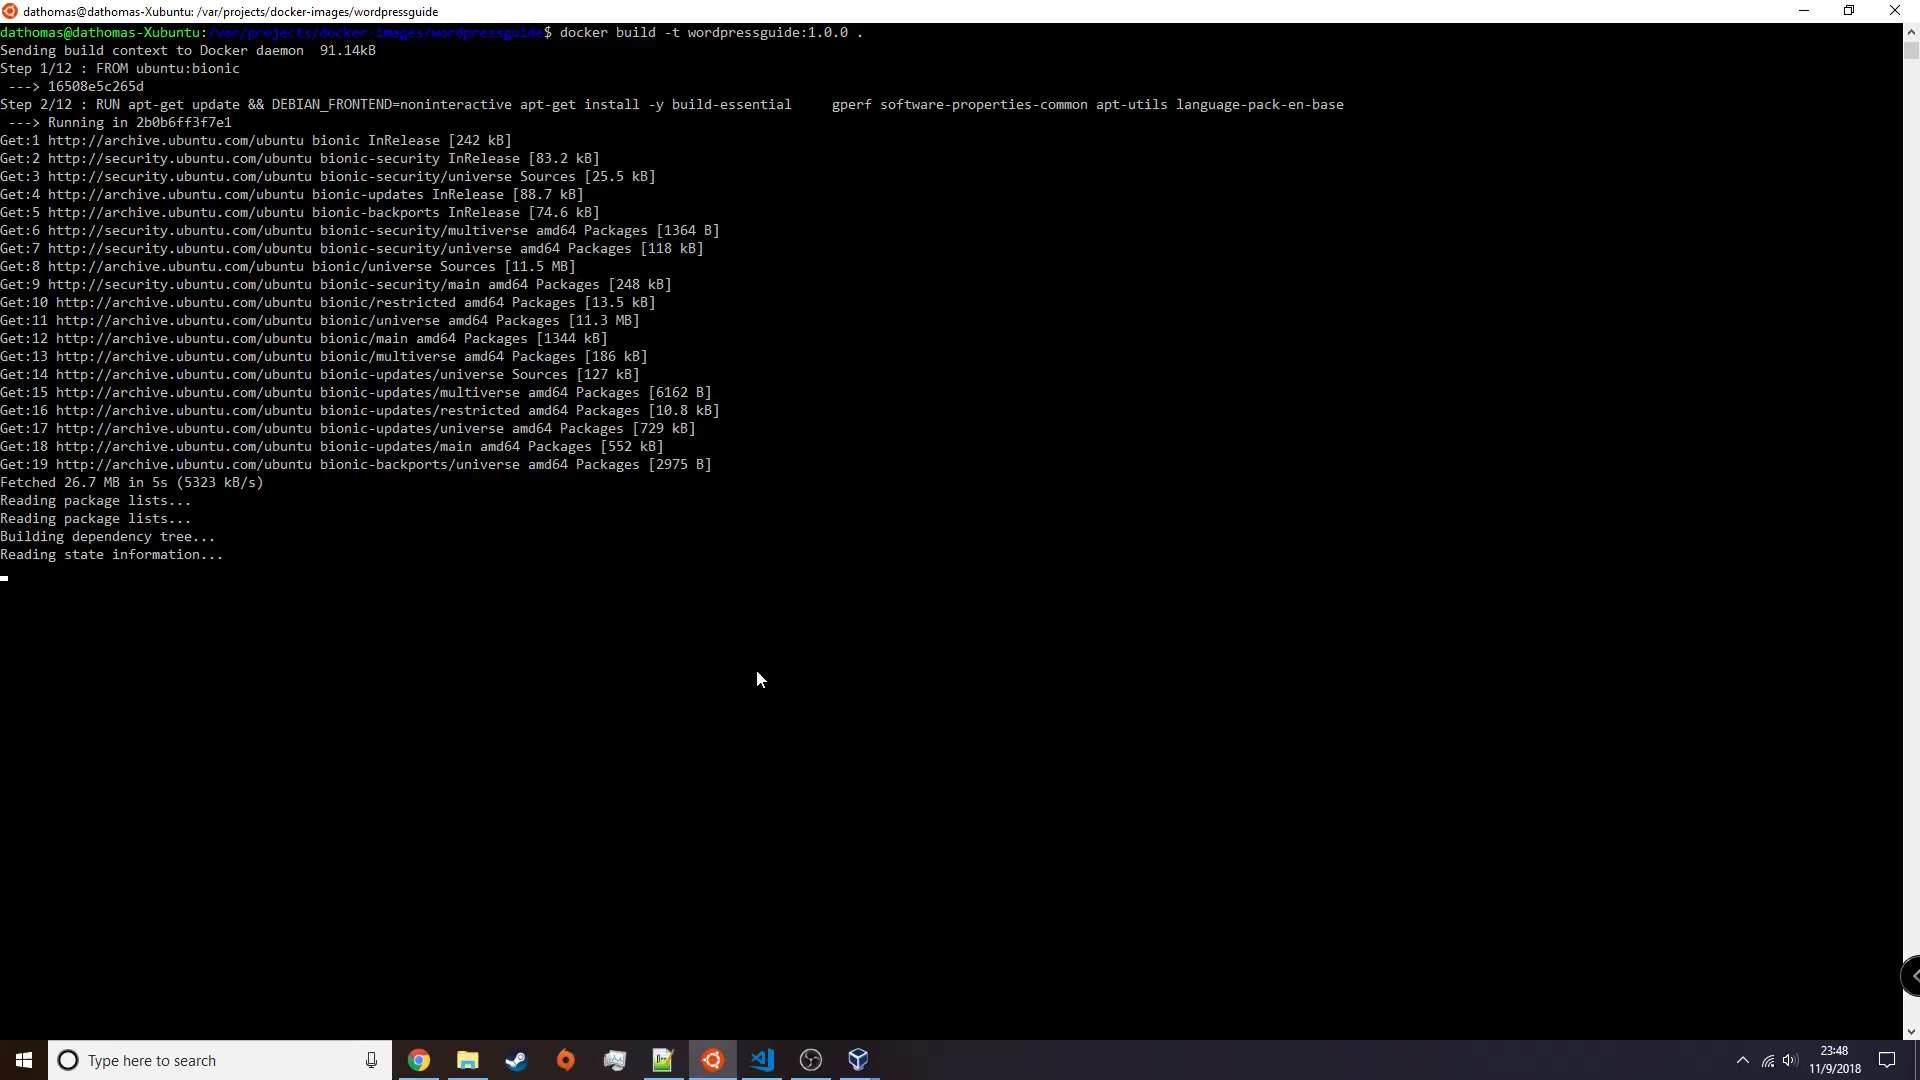 dathomas@dathomas-Xubuntu: /var/projects/docker-images/wordpressguide
dathomas@dathomas-Xubuntu:/var/projects/docker-images/wordpressguide$ docker build -t wordpressguide:1.0.0 .
Sending build context to Docker daemon  91.14kB
Step 1/12 : FROM ubuntu:bionic
 ---> 16508e5c265d
Step 2/12 : RUN apt-get update && DEBIAN_FRONTEND=noninteractive apt-get install -y build-essential     gperf software-properties-common apt-utils language-pack-en-base
 ---> Running in 2b0b6ff3f7e1
Get:1 http://archive.ubuntu.com/ubuntu bionic InRelease [242 kB]
Get:2 http://security.ubuntu.com/ubuntu bionic-security InRelease [83.2 kB]
Get:3 http://security.ubuntu.com/ubuntu bionic-security/universe Sources [25.5 kB]
Get:4 http://archive.ubuntu.com/ubuntu bionic-updates InRelease [88.7 kB]
Get:5 http://archive.ubuntu.com/ubuntu bionic-backports InRelease [74.6 kB]
Get:6 http://security.ubuntu.com/ubuntu bionic-security/multiverse amd64 Packages [1364 B]
Get:7 http://security.ubuntu.com/ubuntu bionic-security/universe amd64 Packages [118 kB]
Get:8 http://archive.ubuntu.com/ubuntu bionic/universe Sources [11.5 MB]
Get:9 http://security.ubuntu.com/ubuntu bionic-security/main amd64 Packages [248 kB]
Get:10 http://archive.ubuntu.com/ubuntu bionic/restricted amd64 Packages [13.5 kB]
Get:11 http://archive.ubuntu.com/ubuntu bionic/universe amd64 Packages [11.3 MB]
Get:12 http://archive.ubuntu.com/ubuntu bionic/main amd64 Packages [1344 kB]
Get:13 http://archive.ubuntu.com/ubuntu bionic/multiverse amd64 Packages [186 kB]
Get:14 http://archive.ubuntu.com/ubuntu bionic-updates/universe Sources [127 kB]
Get:15 http://archive.ubuntu.com/ubuntu bionic-updates/multiverse amd64 Packages [6162 B]
Get:16 http://archive.ubuntu.com/ubuntu bionic-updates/restricted amd64 Packages [10.8 kB]
Get:17 http://archive.ubuntu.com/ubuntu bionic-updates/universe amd64 Packages [729 kB]
Get:18 http://archive.ubuntu.com/ubuntu bionic-updates/main amd64 Packages [552 kB]
Get:19 http://archive.ubuntu.com/ubuntu bionic-backports/universe amd64 Packages [2975 B]
Fetched 26.7 MB in 5s (5323 kB/s)
Reading package lists...
Reading package lists...
Building dependency tree...
Reading state information...
Type here to search
23:48
11/9/2018